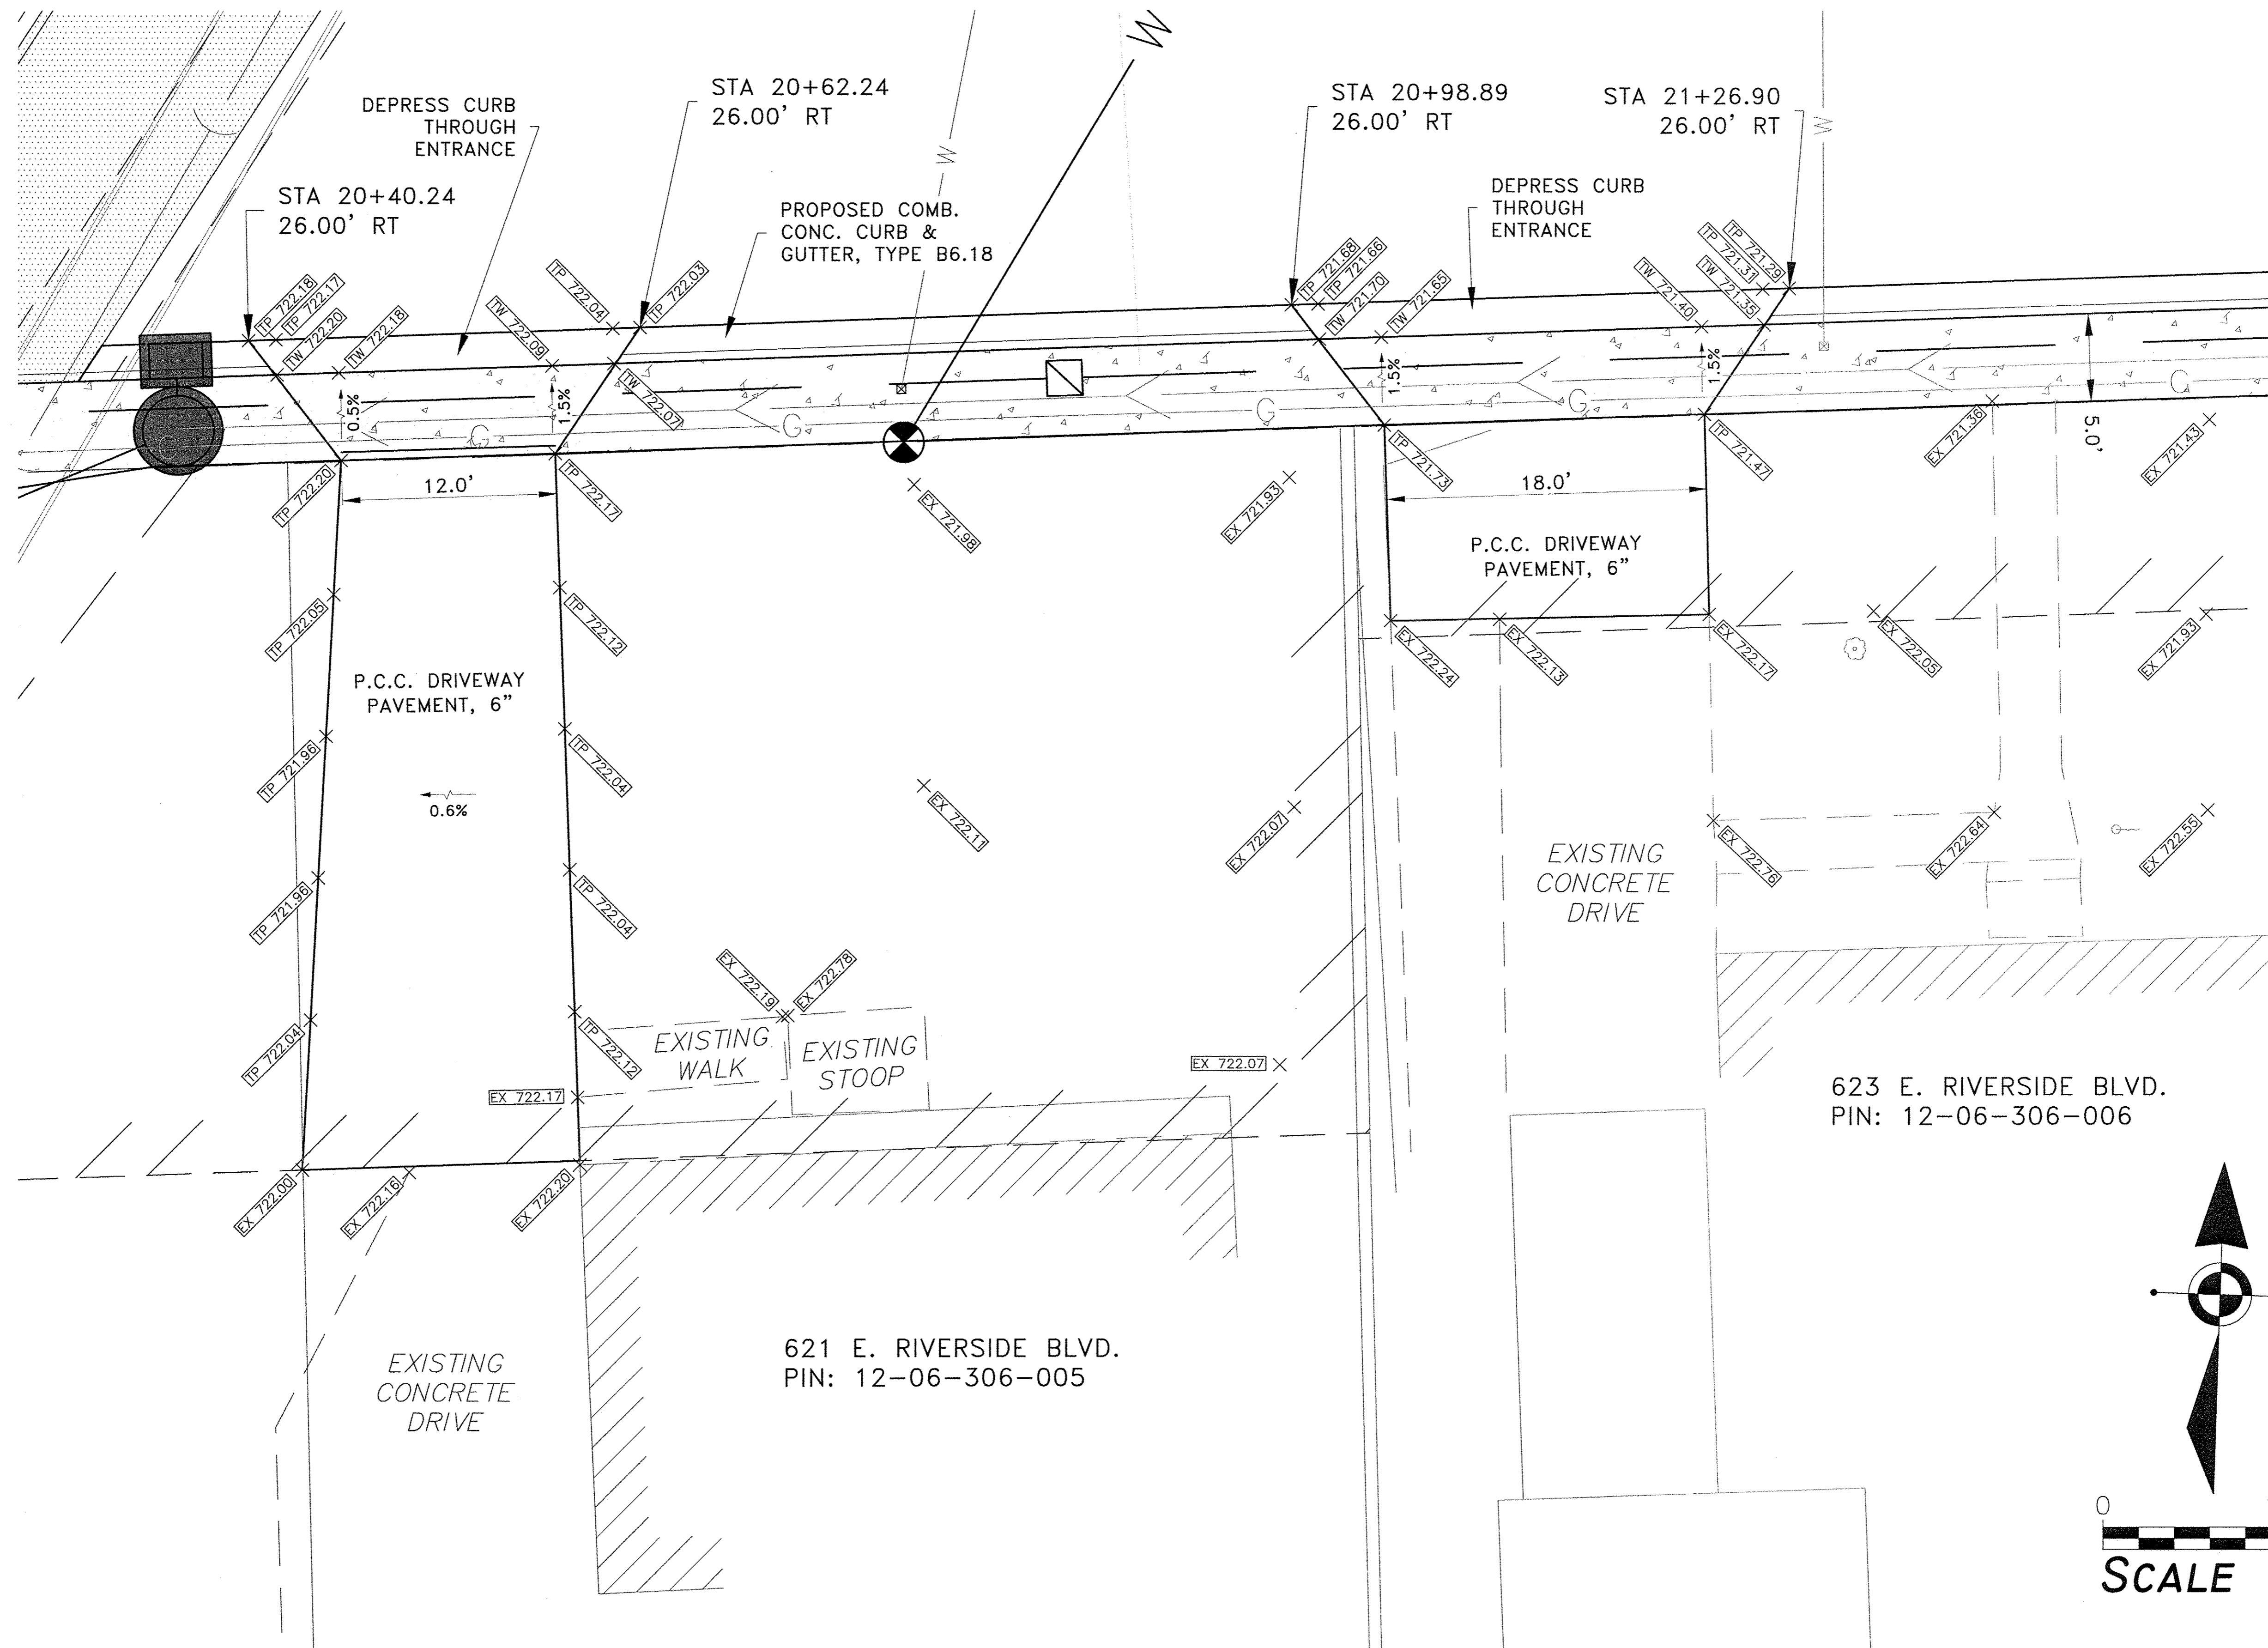 W
STA 20+62.24
26.00' RT
STA 20+98.89
26.00' RT
STA 21+26.90
26.00' RT
DEPRESS CURB
THROUGH
ENTRANCE
W
W
STA 20+40.24
26.00' RT
PROPOSED COMB.
CONC. CURB &
GUTTER, TYPE B6.18
DEPRESS CURB
THROUGH
ENTRANCE
TP 722.18
TP 722.17
TW 722.20
TW 722.18
TW 722.09
TP 722.04
TP 722.03
TW 722.07
TP 721.68
TP 721.66
TW 721.70
TW 721.65
TW 721.40
TW 721.35
TP 721.31
TP 721.29
0.5%
1.5%
1.5%
1.5%
G
G
G
G
G
G
5.0'
TP 722.20
12.0'
TP 722.17
EX 721.98
EX 721.93
TP 721.73
18.0'
TP 721.47
EX 721.36
EX 721.43
P.C.C. DRIVEWAY
PAVEMENT, 6"
TP 722.05
TP 722.12
EX 722.24
EX 722.13
EX 722.17
EX 722.05
EX 721.93
P.C.C. DRIVEWAY
PAVEMENT, 6"
TP 721.96
TP 722.04
0.6%
EX 722.11
EX 722.07
EX 722.76
EX 722.64
EX 722.55
EXISTING
CONCRETE
DRIVE
TP 721.96
TP 722.04
EX 722.19
EX 722.78
TP 722.04
TP 722.12
EXISTING
WALK
EXISTING
STOOP
EX 722.07
EX 722.17
623 E. RIVERSIDE BLVD.
PIN: 12-06-306-006
EX 722.00
EX 722.16
EX 722.20
621 E. RIVERSIDE BLVD.
PIN: 12-06-306-005
EXISTING
CONCRETE
DRIVE
0
SCALE